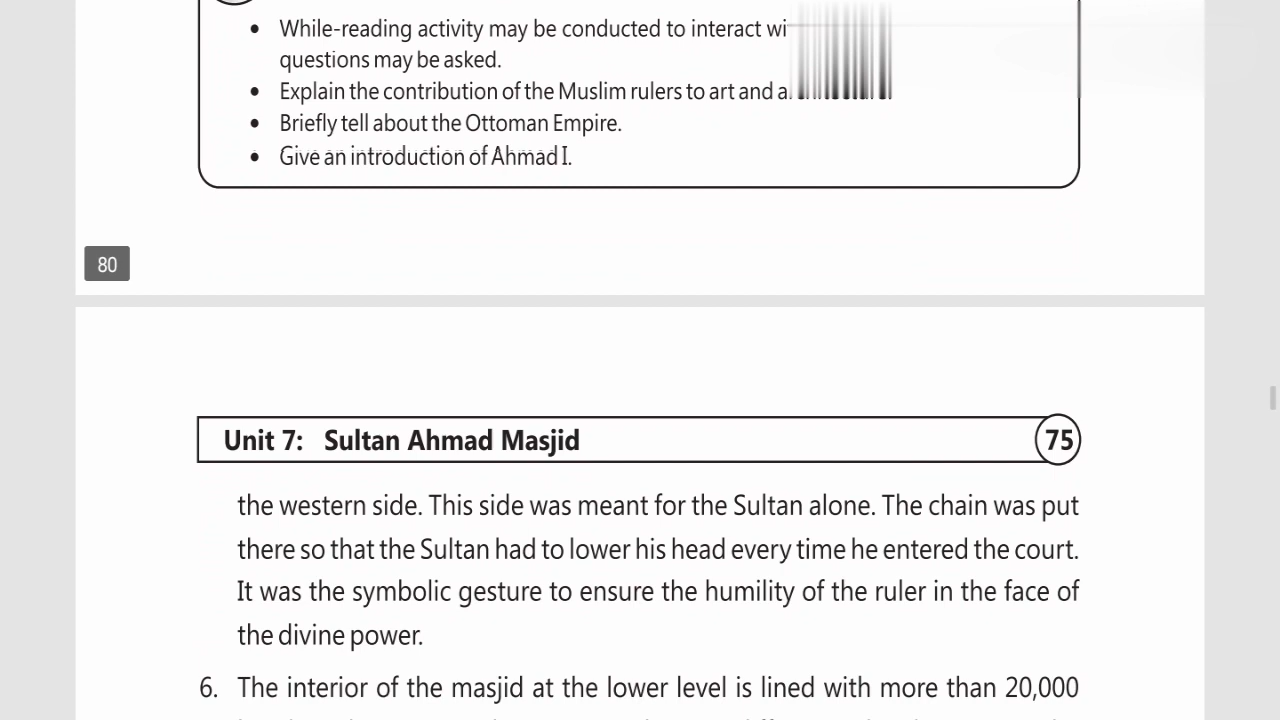 • While-reading activity may be conducted to interact
questions may be asked.
• Explain the contribution of the Muslim rulers to art and
• Briefly tell about the Ottoman Empire.
• Give an introduction of Ahmad I.
80
Unit 7: Sultan Ahmad Masjid 75
the western side. This side was meant for the Sultan alone. The chain was put
there so that the Sultan had to lower his head every time he entered the court.
It was the symbolic gesture to ensure the humility of the ruler in the face of
the divine power.
6. The interior of the masjid at the lower level is lined with more than 20,000